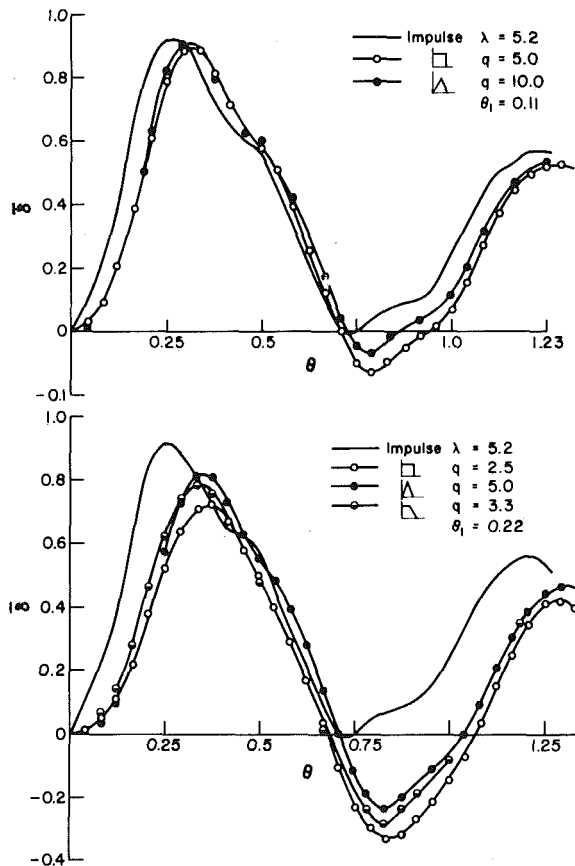 1.0
0.8
0.6
0.4
0.2
0
-0.1
δ̄
0.25
0.5
1.0
1.23
θ
Impulse λ = 5.2
q = 5.0
q = 10.0
θ₁ = 0.11
1.0
0.8
0.6
0.4
0.2
0
-0.2
-0.4
δ̄
0.25
0.5
0.75
1.0
1.25
θ
Impulse λ = 5.2
q = 2.5
q = 5.0
q = 3.3
θ₁ = 0.22